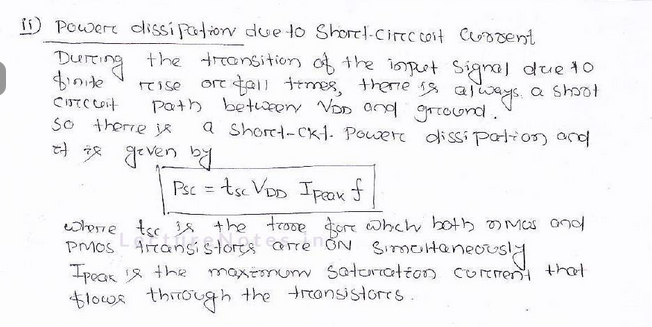 ii) Power dissipation due to Short-Circuit Current
During the transition of the input signal due to
finite rise or fall times, there is always a short
circuit path between VDD and ground.
So there is a short-ckt. Power dissipation and
it is given by
Psc = tsc VDD Ipeak f
where tsc is the time for which both nMOS and
PMOS transistors are ON simultaneously
Ipeak is the maximum saturation current that
flows through the transistors.